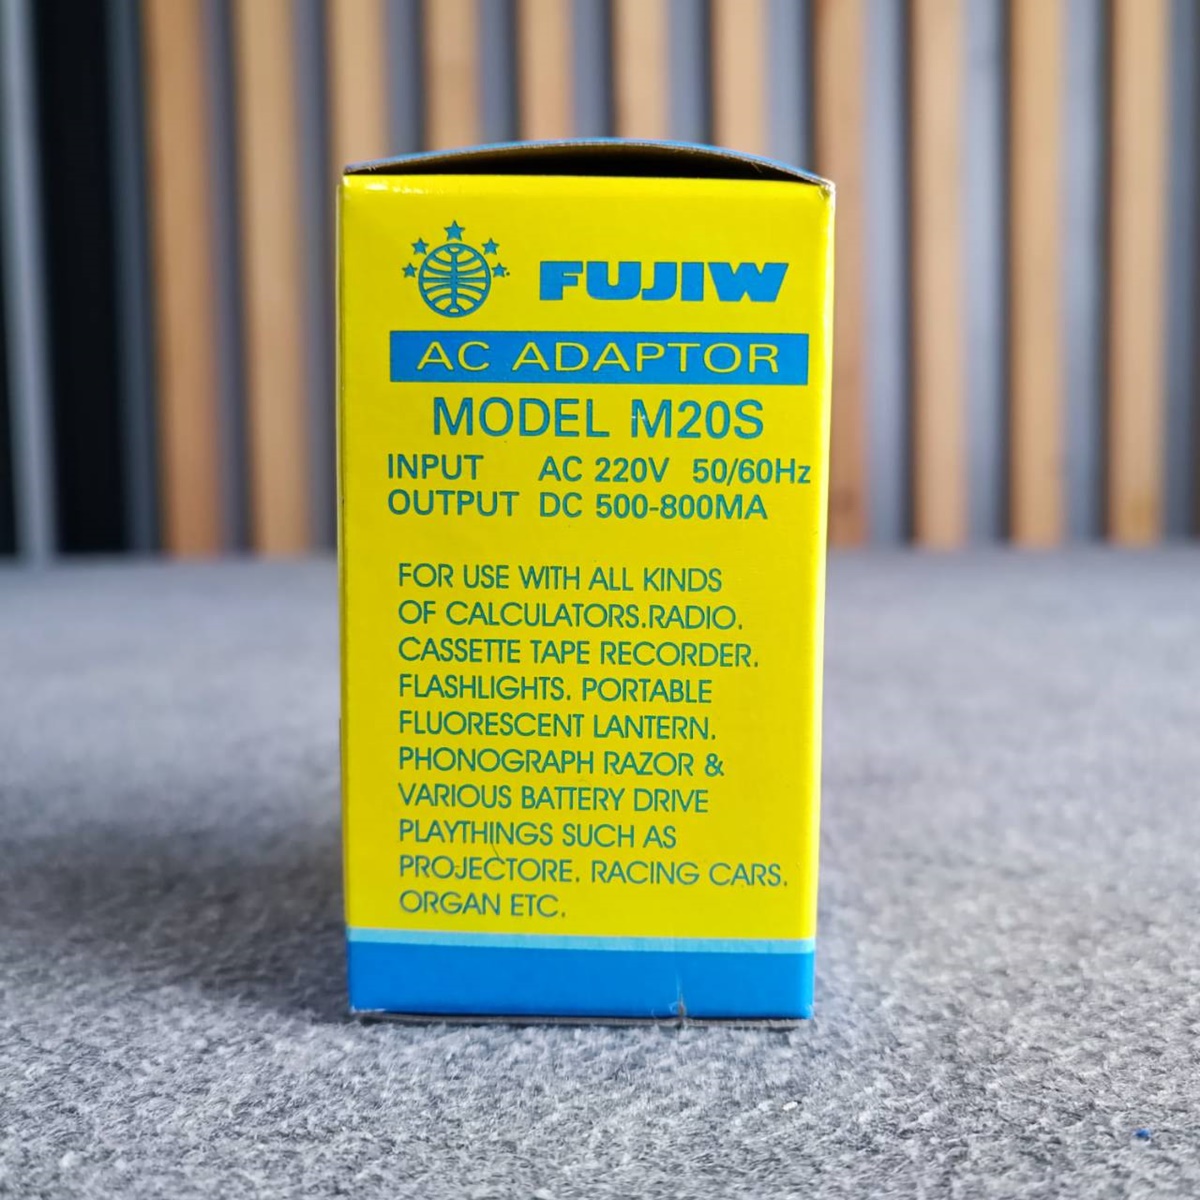 FUJIW
AC ADAPTOR
MODEL M20S
INPUT AC 220V 50/60Hz
OUTPUT DC 500-800MA
FOR USE WITH ALL KINDS
OF CALCULATORS.RADIO.
CASSETTE TAPE RECORDER.
FLASHLIGHTS. PORTABLE
FLUORESCENT LANTERN.
PHONOGRAPH RAZOR &
VARIOUS BATTERY DRIVE
PLAYTHINGS SUCH AS
PROJECTORE. RACING CARS.
ORGAN ETC.